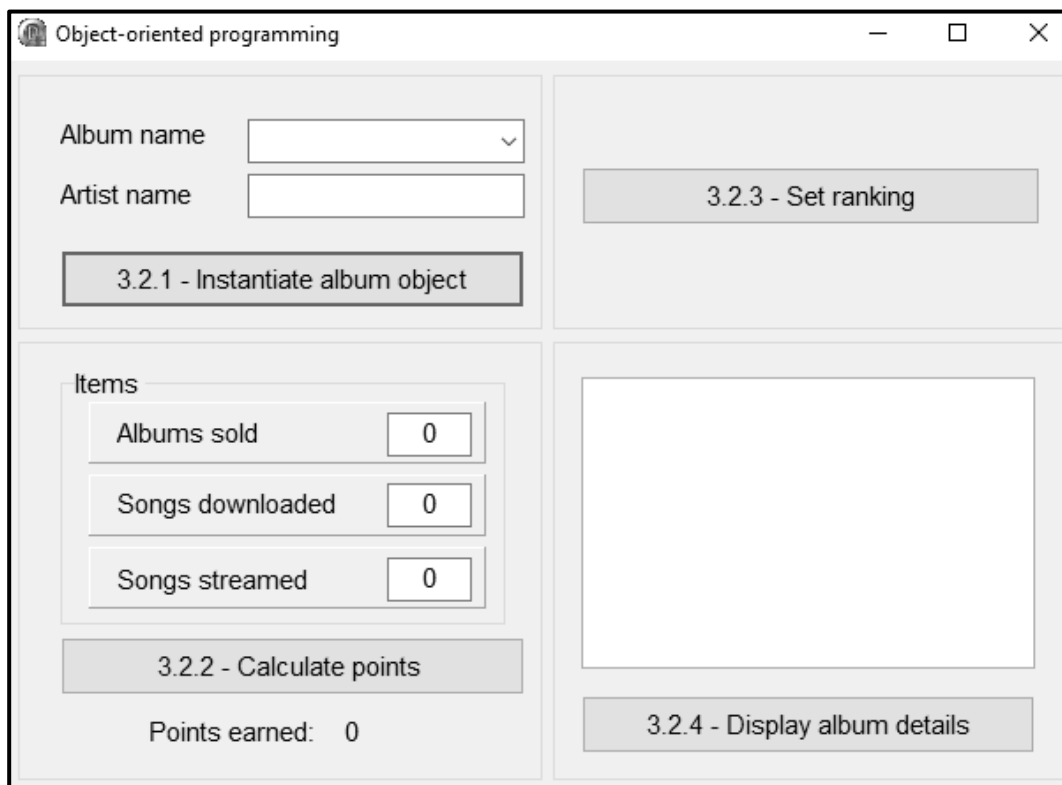 Object-oriented programming
Album name
Artist name
3.2.1 - Instantiate album object
3.2.3 - Set ranking
Items
Albums sold 0
Songs downloaded 0
Songs streamed 0
3.2.2 - Calculate points
Points earned: 0
3.2.4 - Display album details